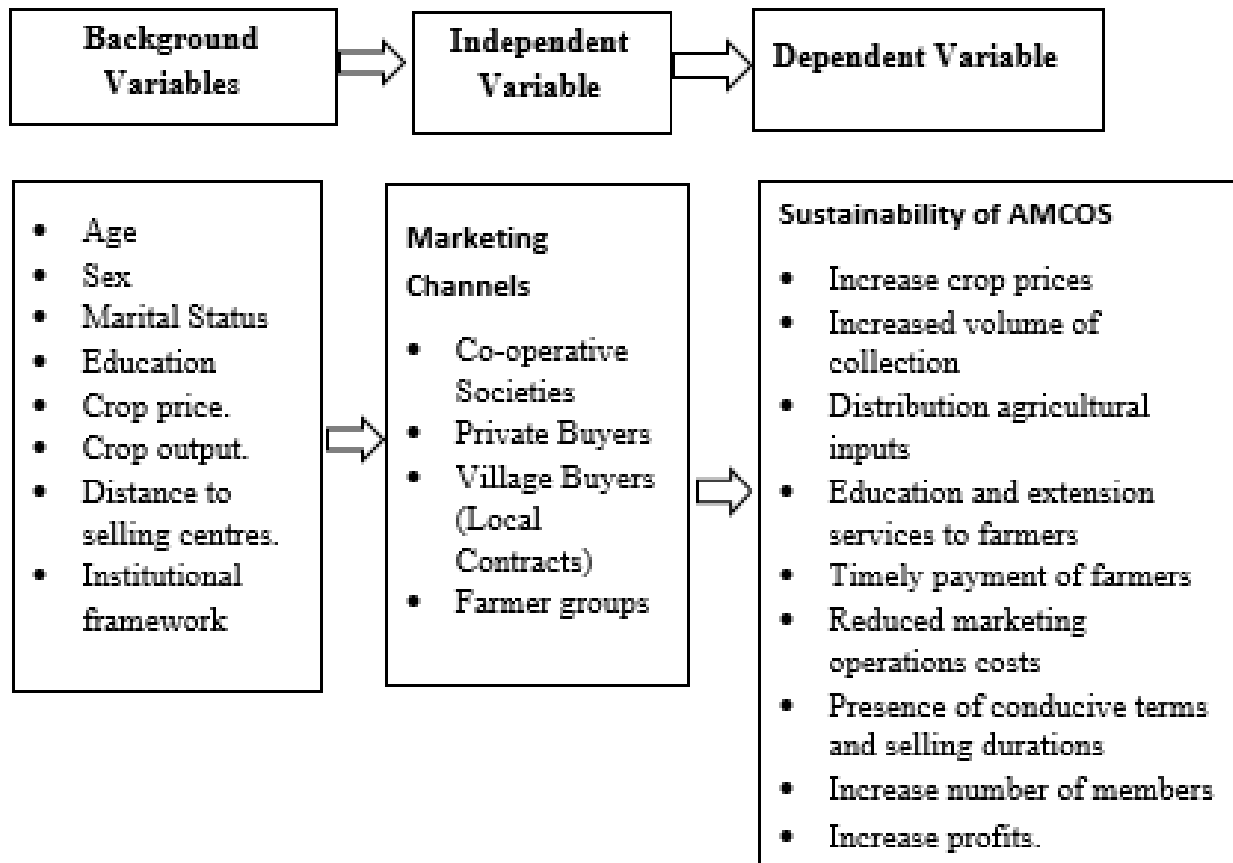 Background
Variables
Independent
Variable
Dependent Variable
• Age
• Sex
• Marital Status
• Education
• Crop price.
• Crop output.
• Distance to
selling centres.
• Institutional
framework
Marketing
Channels
• Co-operative
Societies
• Private Buyers
• Village Buyers
(Local
Contracts)
• Farmer groups
Sustainability of AMCOS
• Increase crop prices
• Increased volume of
collection
• Distribution agricultural
inputs
• Education and extension
services to farmers
• Timely payment of farmers
• Reduced marketing
operations costs
• Presence of conducive terms
and selling durations
• Increase number of members
• Increase profits.